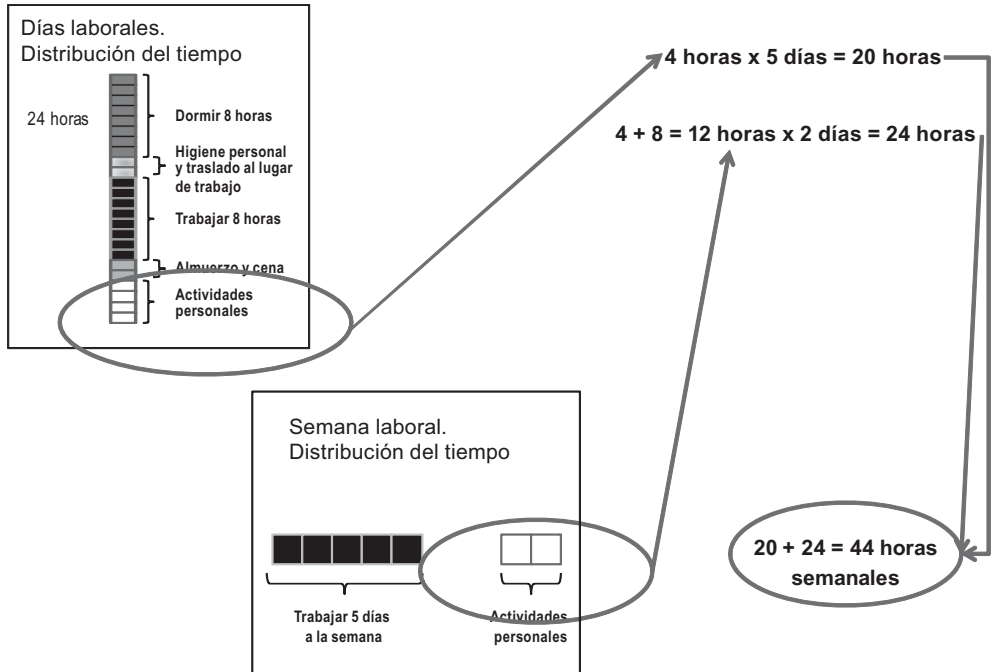 Días laborales.
Distribución del tiempo
24 horas
Dormir 8 horas
Higiene personal
y traslado al lugar
de trabajo
Trabajar 8 horas
Almuerzo y cena
Actividades
personales
4 horas x 5 días = 20 horas
4 + 8 = 12 horas x 2 días = 24 horas
Semana laboral.
Distribución del tiempo
Trabajar 5 días
a la semana
Actividades
personales
20 + 24 = 44 horas
semanales